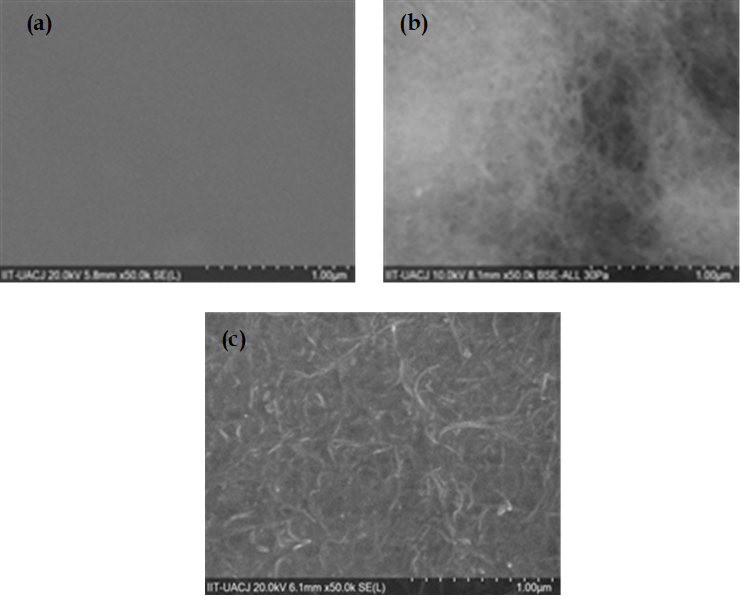 (a)
IIT-UACJ 20.0kV 5.8mm x50.0k SE(L) 1.00µm
(b)
IIT-UACJ 10.0kV 8.1mm x50.0k BSE-ALL 30Pa 1.00µm
(c)
IIT-UACJ 20.0kV 6.1mm x50.0k SE(L) 1.00µm